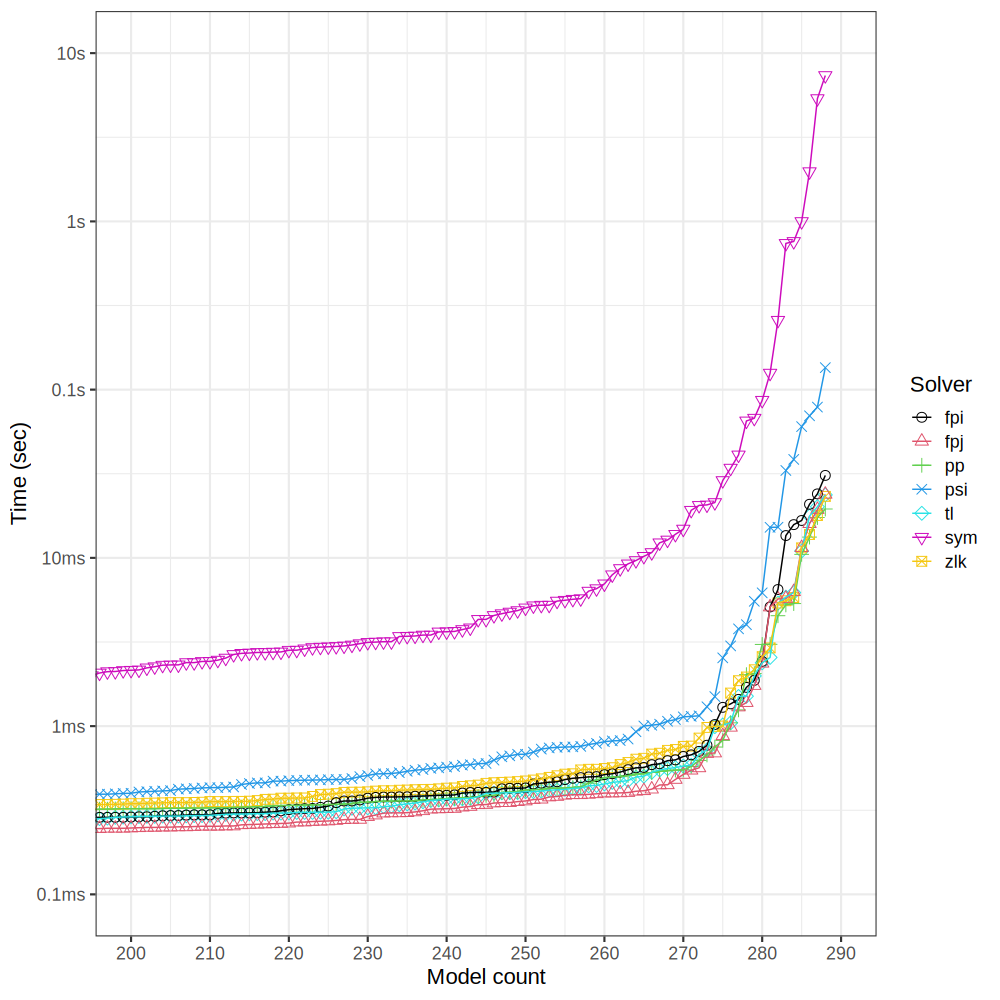 10s
1s
0.1s
10ms
1ms
0.1ms
Time (sec)
200 210 220 230 240 250 260 270 280 290
Model count
Solver
fpi
fpj
pp
psi
tl
sym
zlk